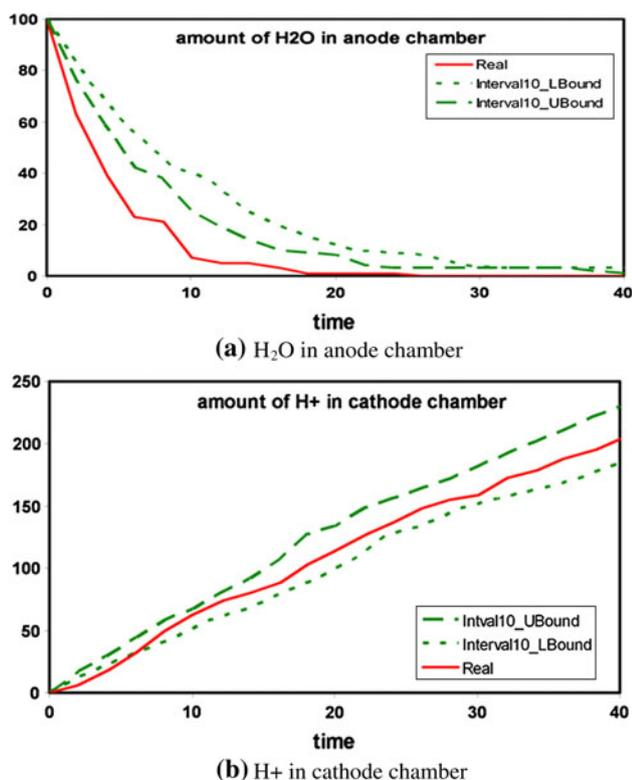 amount of H2O in anode chamber
Real
Interval10_LBound
Interval10_UBound
100
80
60
40
20
0
0 10 20 30 40
time
(a) H₂O in anode chamber
amount of H+ in cathode chamber
250
200
150
100
50
0
Intval10_UBound
Interval10_LBound
Real
0 10 20 30 40
time
(b) H+ in cathode chamber